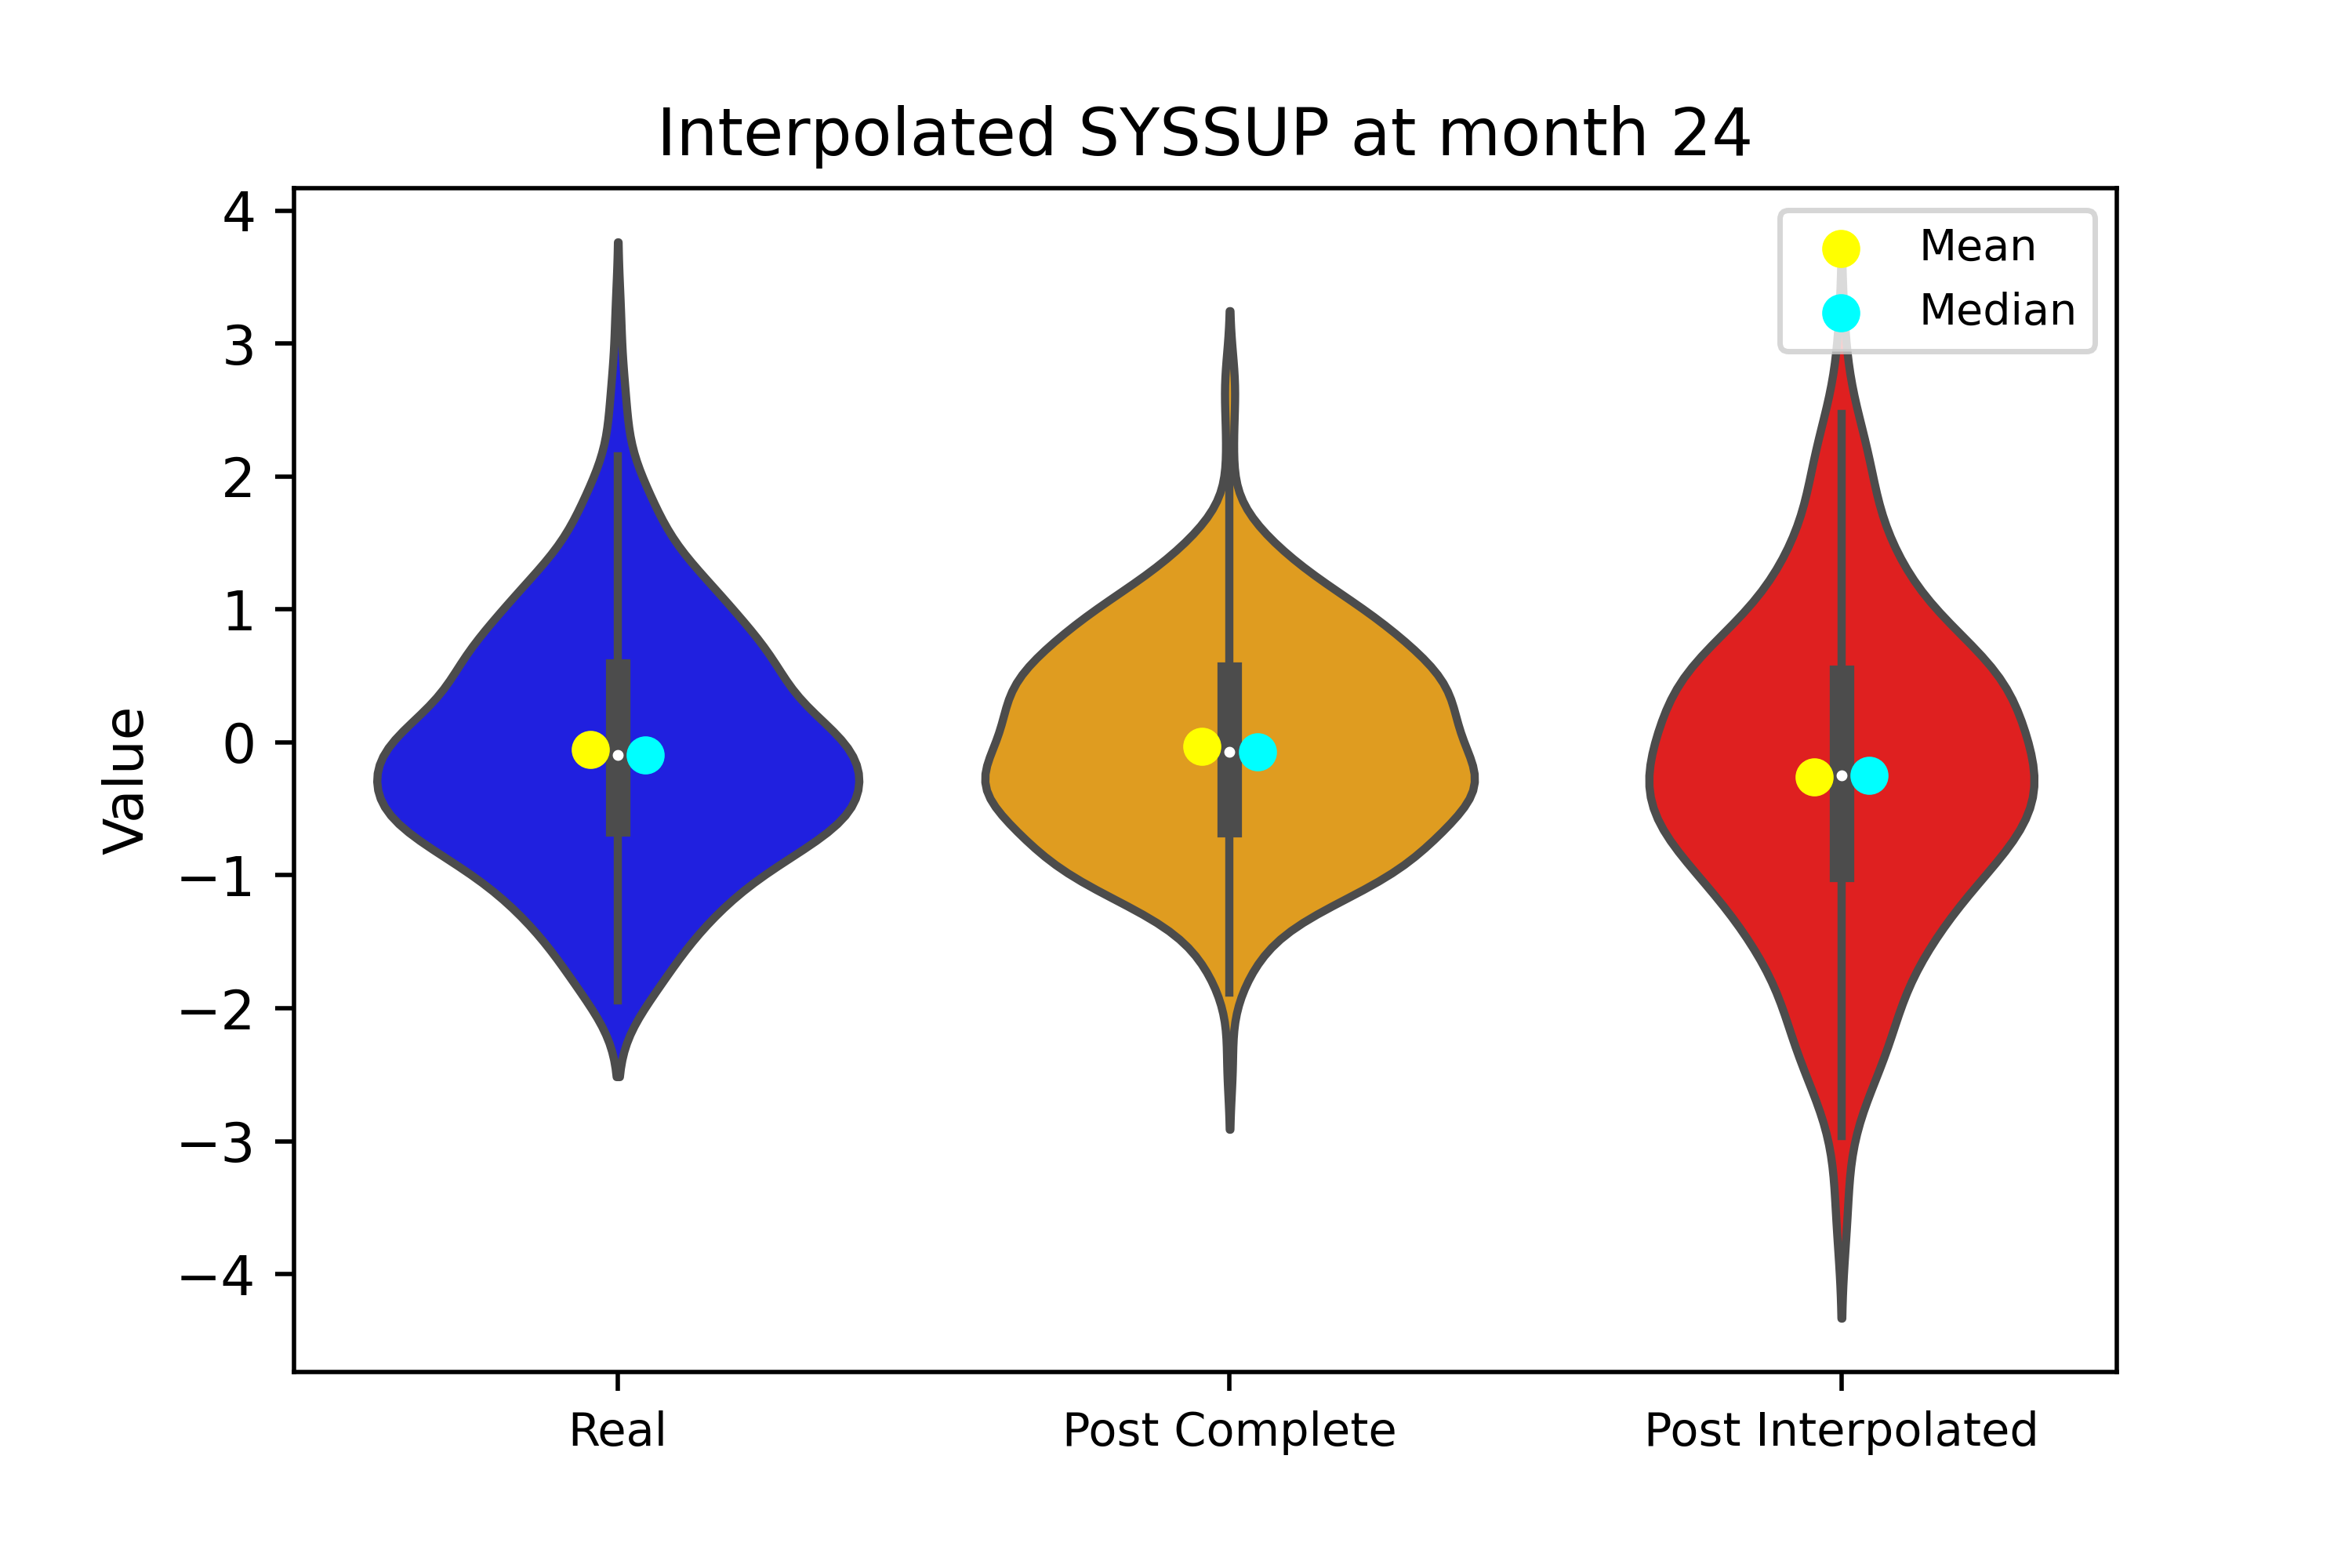 Interpolated SYSSUP at month 24
Mean
Median
4
3
2
1
0
−1
−2
−3
−4
Value
Real
Post Complete
Post Interpolated